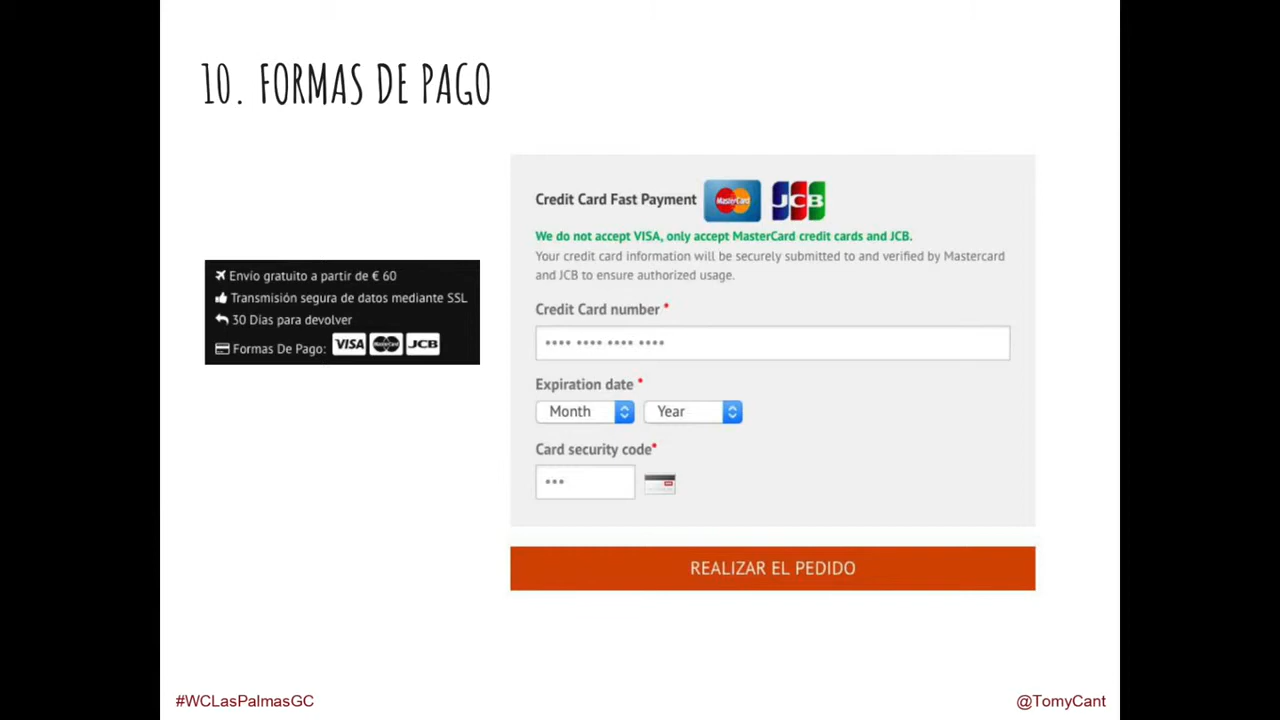 10. FORMAS DE PAGO
Envío gratuito a partir de € 60
Transmisión segura de datos mediante SSL
30 Días para devolver
Formas De Pago: VISA MasterCard JCB
Credit Card Fast Payment MasterCard JCB
We do not accept VISA, only accept MasterCard credit cards and JCB.
Your credit card information will be securely submitted to and verified by Mastercard
and JCB to ensure authorized usage.
Credit Card number *
•••• •••• •••• ••••
Expiration date *
Month Year
Card security code*
•••
REALIZAR EL PEDIDO
#WCLasPalmasGC
@TomyCant